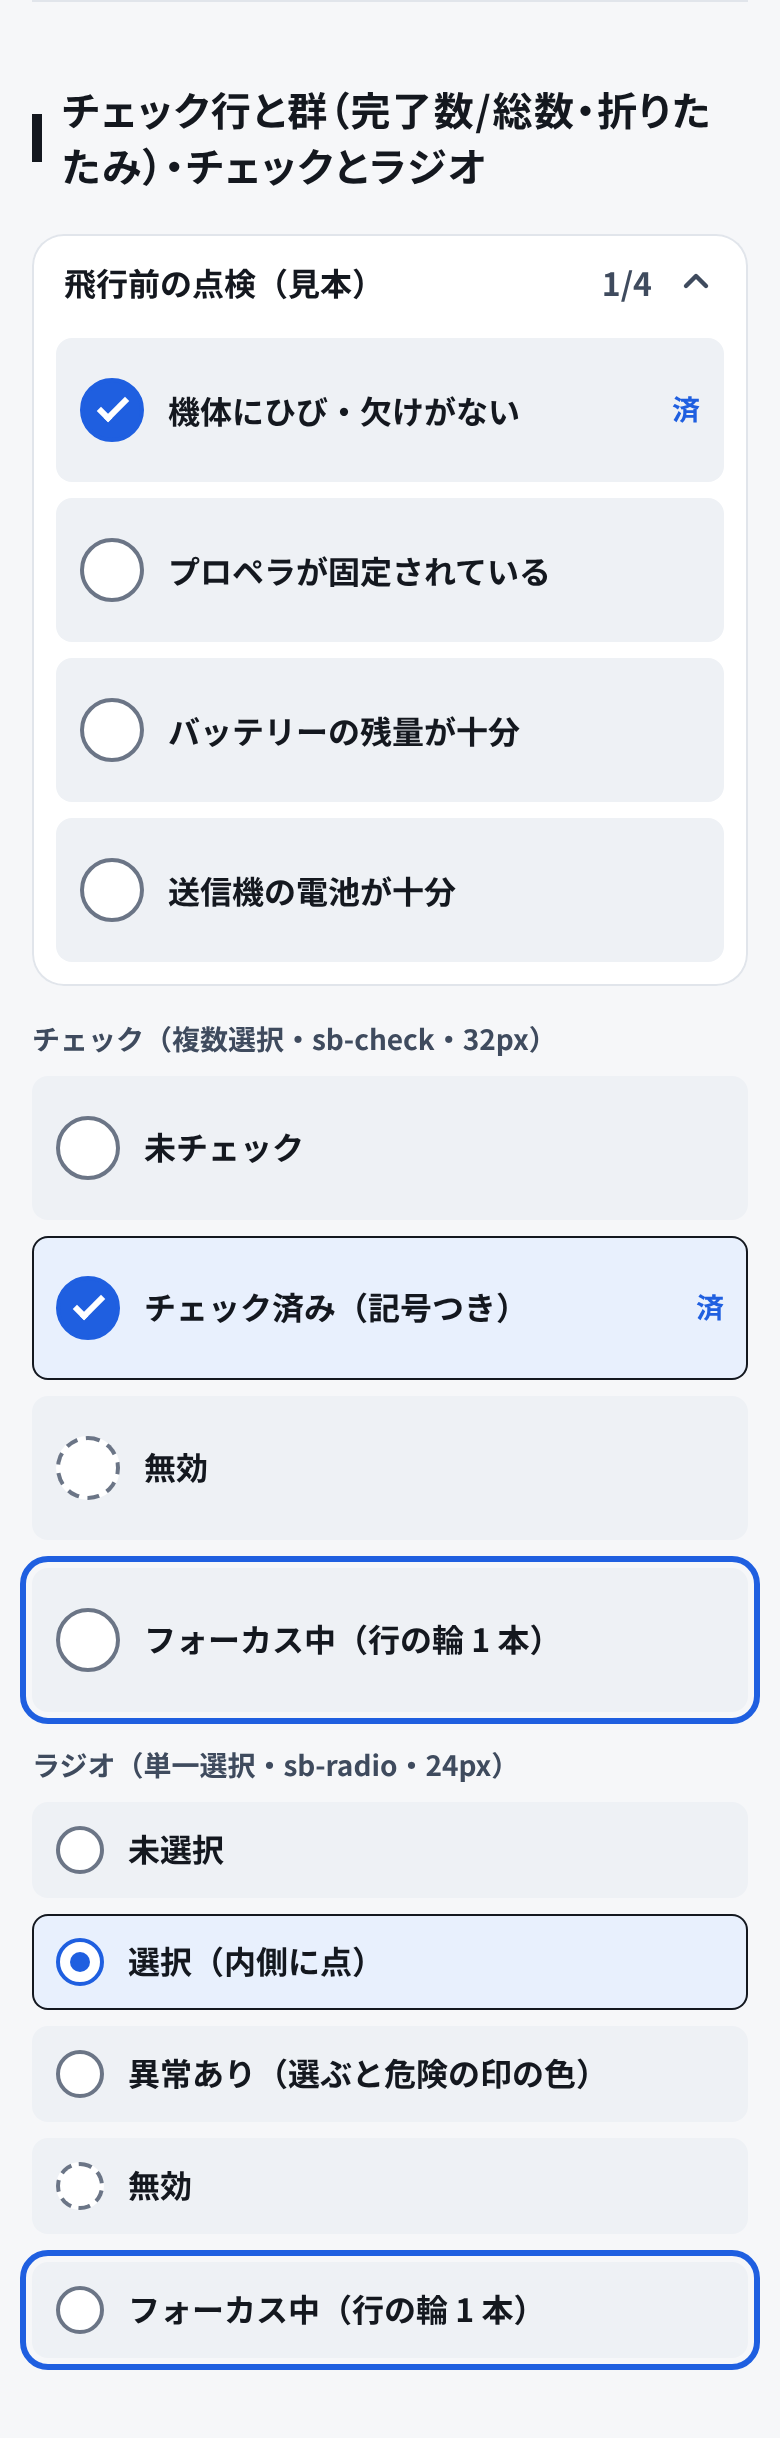 チェック行と群（完了数/総数・折りた
たみ）・チェックとラジオ
飛行前の点検（見本） 1/4
機体にひび・欠けがない 済
プロペラが固定されている
バッテリーの残量が十分
送信機の電池が十分
チェック（複数選択・sb-check・32px）
未チェック
チェック済み（記号つき） 済
無効
フォーカス中（行の輪 1 本）
ラジオ（単一選択・sb-radio・24px）
未選択
選択（内側に点）
異常あり（選ぶと危険の印の色）
無効
フォーカス中（行の輪 1 本）